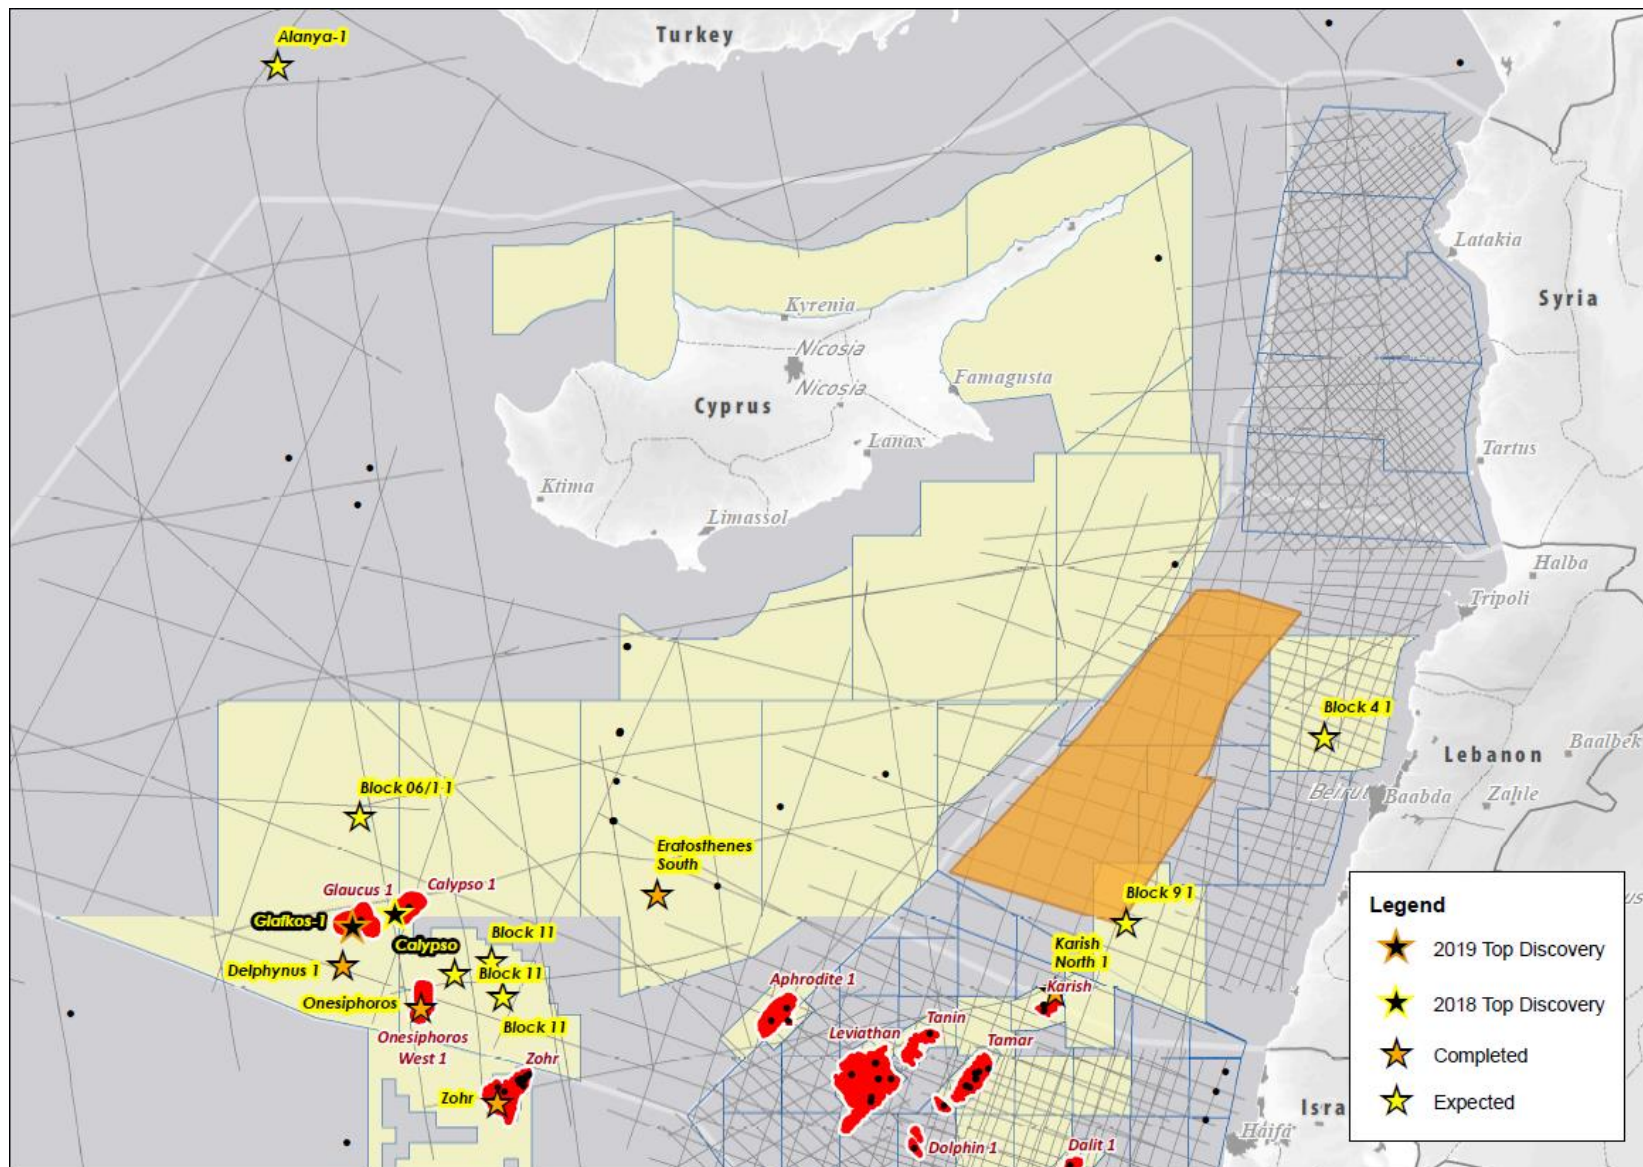 Alanya-1
Turkey
Latakia
Syria
Kyrenia
Nicosia
Nicosia
Famagusta
Cyprus
Lanax
Tartus
Ktima
Limassol
Halba
Tripoli
Block 4 1
Lebanon
Baalbek
Beirut
Baabda
Zahle
Block 06/1 1
Eratosthenes
South
Glaucus 1
Calypso 1
Block 9 1
Glafkos-1
Calypso
Block 11
Karish
North 1
Delphynus 1
Block 11
Aphrodite 1
Karish
Onesiphoros
Block 11
Onesiphoros
West 1
Leviathan
Tanin
Tamar
Zohr
Zohr
Dolphin 1
Dalit 1
Isra
Haifa
Legend
2019 Top Discovery
2018 Top Discovery
Completed
Expected